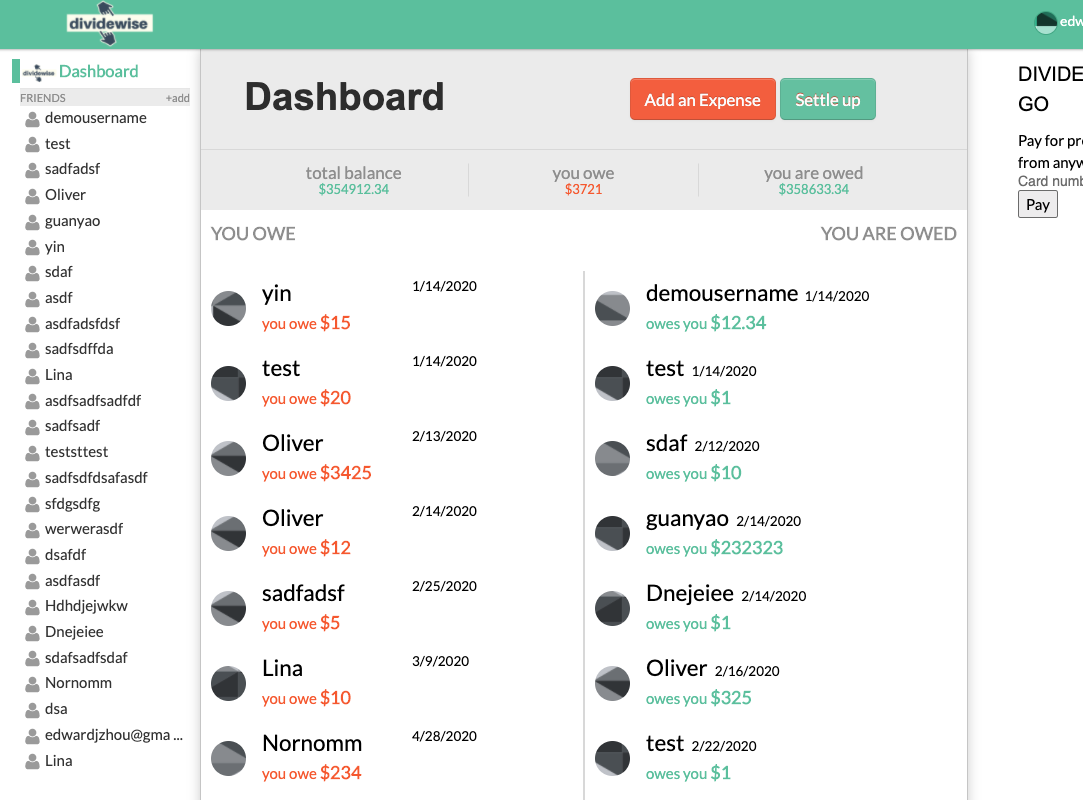 dividewise
edw
dividewise Dashboard
FRIENDS +add
demousername
test
sadfadsf
Oliver
guanyao
yin
sdaf
asdf
asdfadsfdsf
sadfsdffda
Lina
asdfsadfsadfdf
sadfsadf
teststtest
sadfsdfdsafasdf
sfdgsdfg
werwerasdf
dsafdf
asdfasdf
Hdhdjejwkw
Dnejeiee
sdafsadfsdaf
Nornomm
dsa
edwardjzhou@gma ...
Lina
Dashboard
Add an Expense
Settle up
total balance
$354912.34
you owe
$3721
you are owed
$358633.34
YOU OWE
YOU ARE OWED
yin 1/14/2020
you owe $15
test 1/14/2020
you owe $20
Oliver 2/13/2020
you owe $3425
Oliver 2/14/2020
you owe $12
sadfadsf 2/25/2020
you owe $5
Lina 3/9/2020
you owe $10
Nornomm 4/28/2020
you owe $234
demousername 1/14/2020
owes you $12.34
test 1/14/2020
owes you $1
sdaf 2/12/2020
owes you $10
guanyao 2/14/2020
owes you $232323
Dnejeiee 2/14/2020
owes you $1
Oliver 2/16/2020
owes you $325
test 2/22/2020
owes you $1
DIVIDE
GO
Pay for pr
from anyw
Card numb
Pay